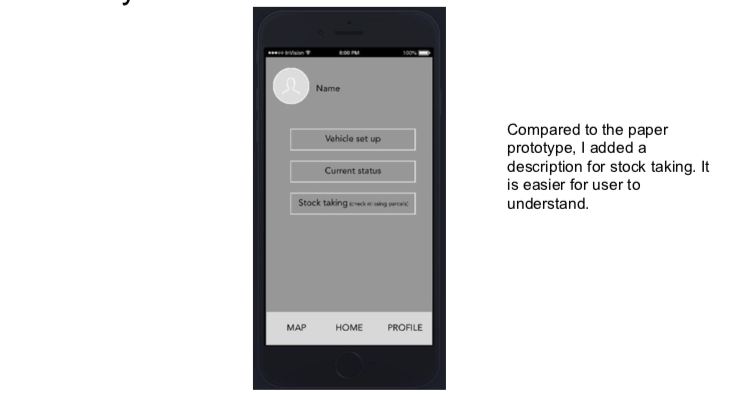 InVision 8:00 PM 100%
Name
Vehicle set up
Current status
Stock taking (check missing parcels)
MAP HOME PROFILE
Compared to the paper
prototype, I added a
description for stock taking. It
is easier for user to
understand.